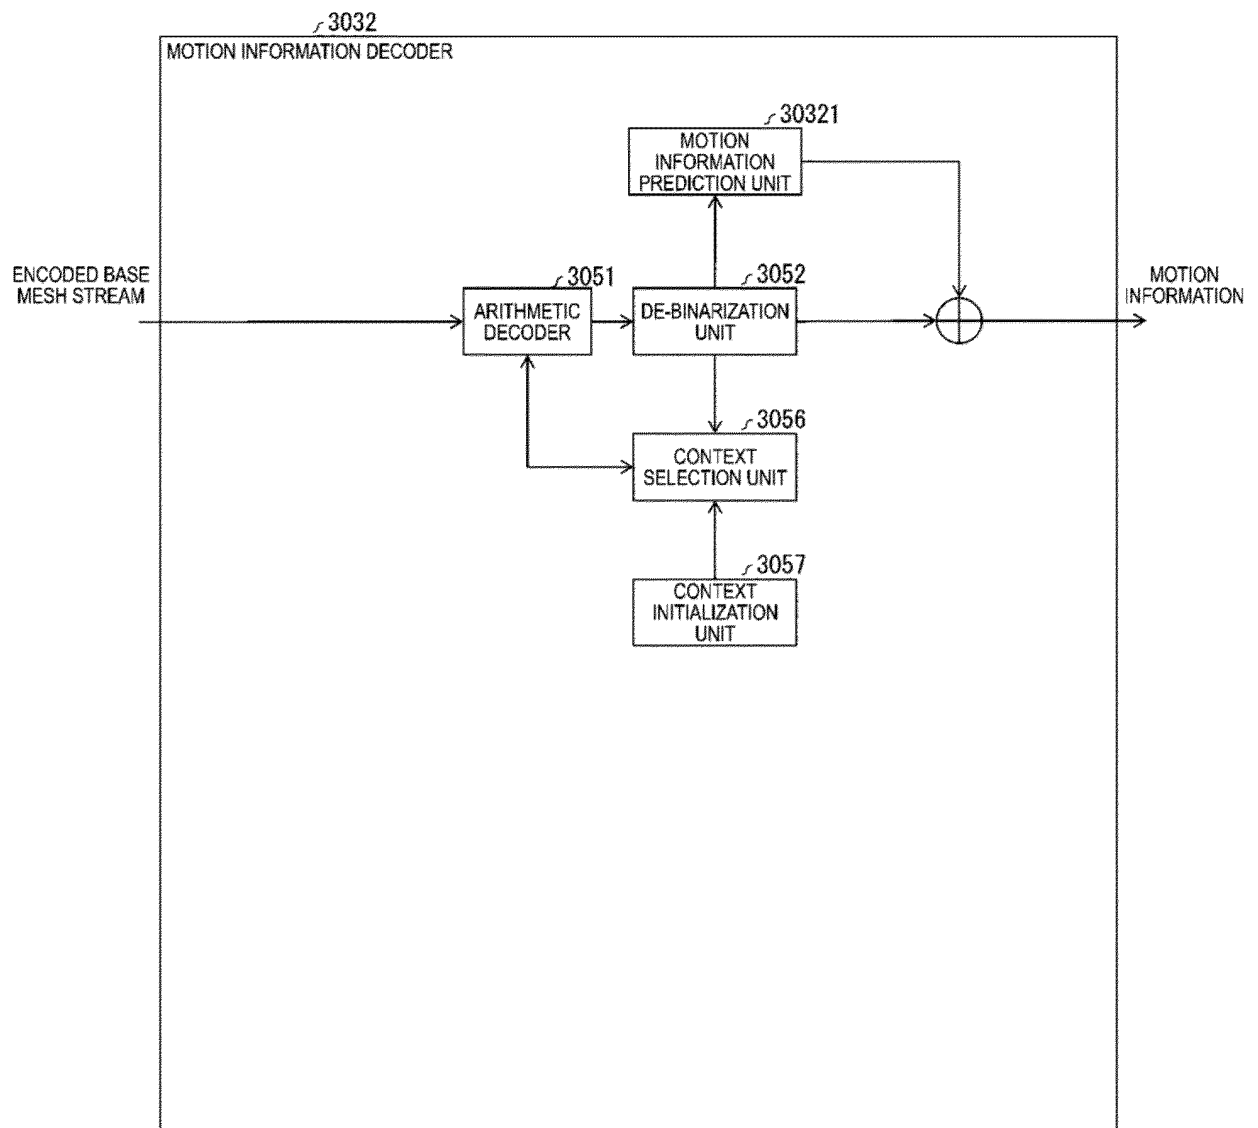 3032
MOTION INFORMATION DECODER
30321
MOTION
INFORMATION
PREDICTION UNIT
ENCODED BASE
MESH STREAM
3051
ARITHMETIC
DECODER
3052
DE-BINARIZATION
UNIT
MOTION
INFORMATION
3056
CONTEXT
SELECTION UNIT
3057
CONTEXT
INITIALIZATION
UNIT